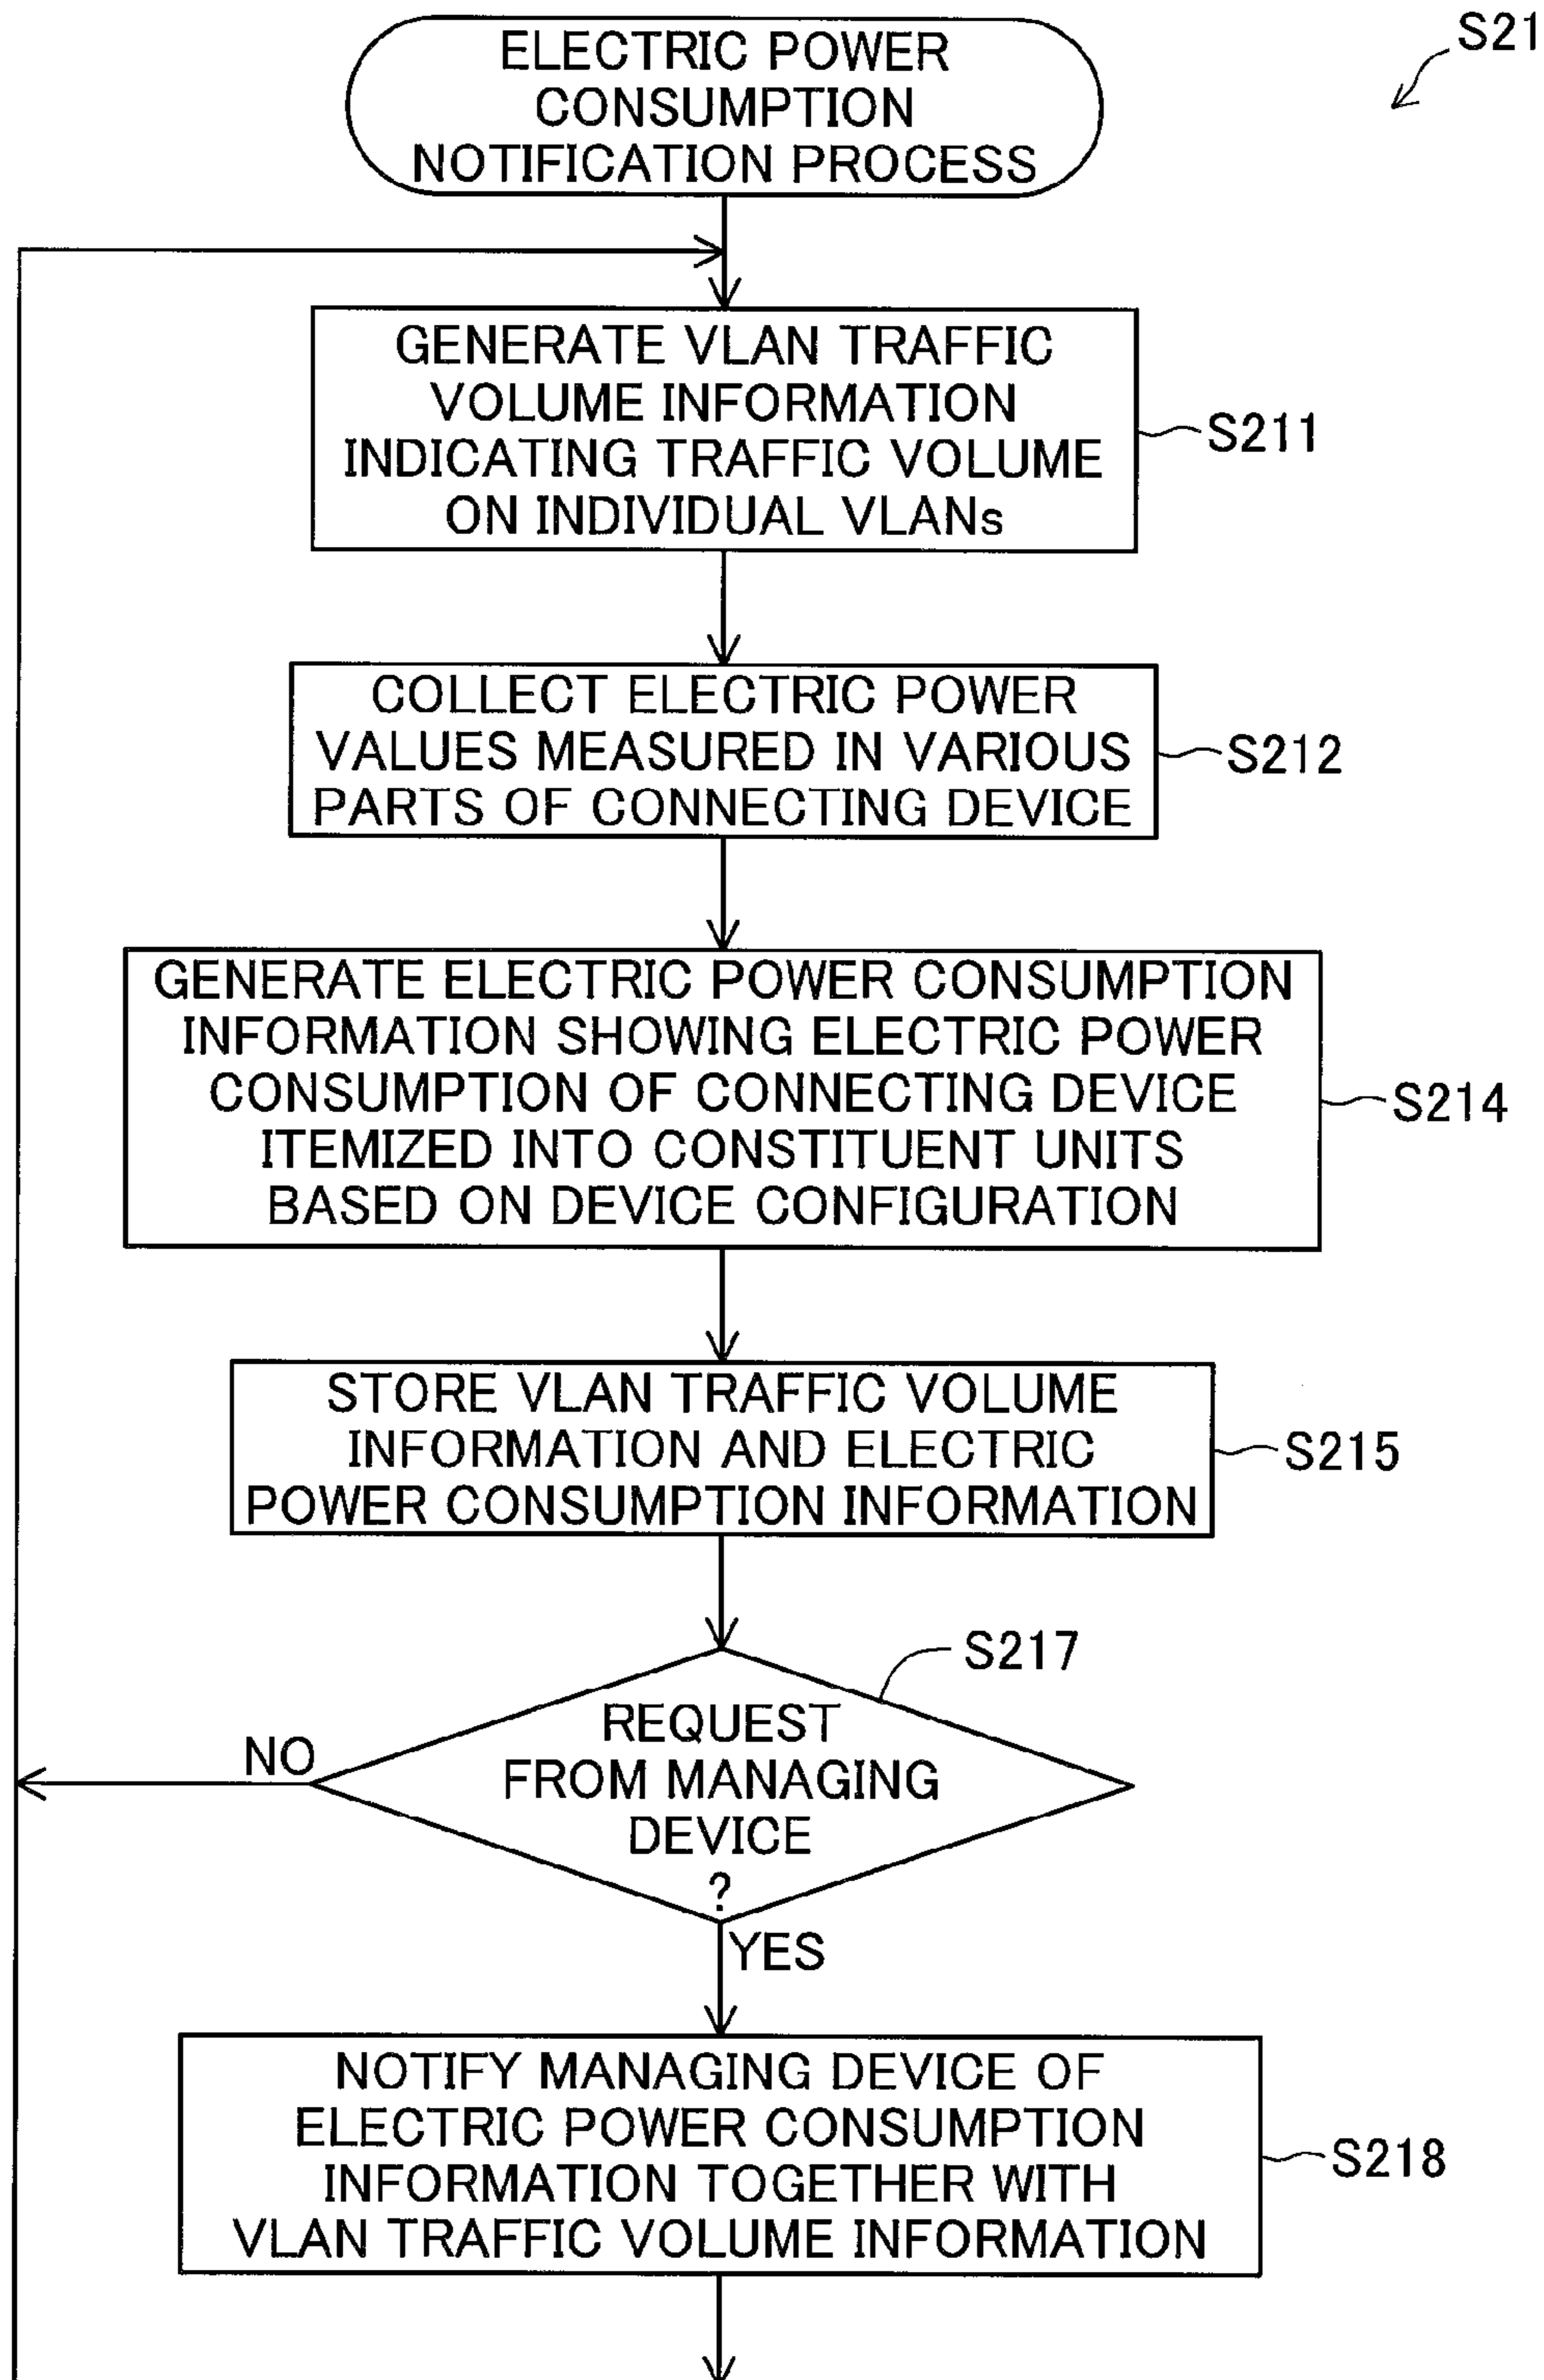 S21
ELECTRIC POWER
CONSUMPTION
NOTIFICATION PROCESS
GENERATE VLAN TRAFFIC
VOLUME INFORMATION
INDICATING TRAFFIC VOLUME
ON INDIVIDUAL VLANs
S211
COLLECT ELECTRIC POWER
VALUES MEASURED IN VARIOUS
PARTS OF CONNECTING DEVICE
S212
GENERATE ELECTRIC POWER CONSUMPTION
INFORMATION SHOWING ELECTRIC POWER
CONSUMPTION OF CONNECTING DEVICE
ITEMIZED INTO CONSTITUENT UNITS
BASED ON DEVICE CONFIGURATION
S214
STORE VLAN TRAFFIC VOLUME
INFORMATION AND ELECTRIC
POWER CONSUMPTION INFORMATION
S215
S217
REQUEST
FROM MANAGING
DEVICE
?
NO
YES
NOTIFY MANAGING DEVICE OF
ELECTRIC POWER CONSUMPTION
INFORMATION TOGETHER WITH
VLAN TRAFFIC VOLUME INFORMATION
S218